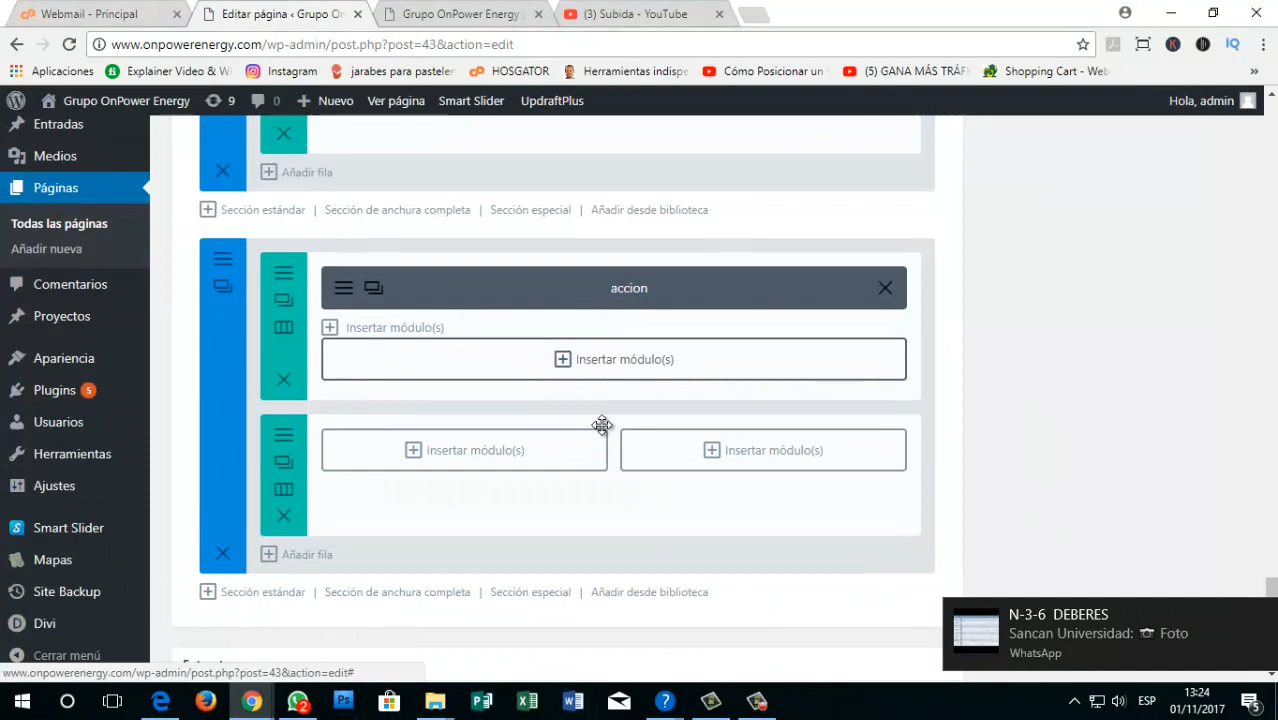 Webmail - Principal
Editar página ‹ Grupo On
Grupo OnPower Energy
(3) Subida - YouTube
www.onpowerenergy.com/wp-admin/post.php?post=43&action=edit
Aplicaciones
Explainer Video & Wi
Instagram
jarabes para pasteler
HOSGATOR
Herramientas indispe
Cómo Posicionar un
(5) GANA MÁS TRÁF
Shopping Cart - Web
Grupo OnPower Energy
9
0
Nuevo
Ver página
Smart Slider
UpdraftPlus
Hola, admin
Entradas
Medios
Páginas
Todas las páginas
Añadir nueva
Comentarios
Proyectos
Apariencia
Plugins 5
Usuarios
Herramientas
Ajustes
Smart Slider
Mapas
Site Backup
Divi
Cerrar menú
Añadir fila
Sección estándar | Sección de anchura completa | Sección especial | Añadir desde biblioteca
accion
Insertar módulo(s)
Insertar módulo(s)
Insertar módulo(s)
Insertar módulo(s)
Añadir fila
Sección estándar | Sección de anchura completa | Sección especial | Añadir desde biblioteca
N-3-6 DEBERES
Sancan Universidad: Foto
WhatsApp
www.onpowerenergy.com/wp-admin/post.php?post=43&action=edit#
ESP
13:24
01/11/2017